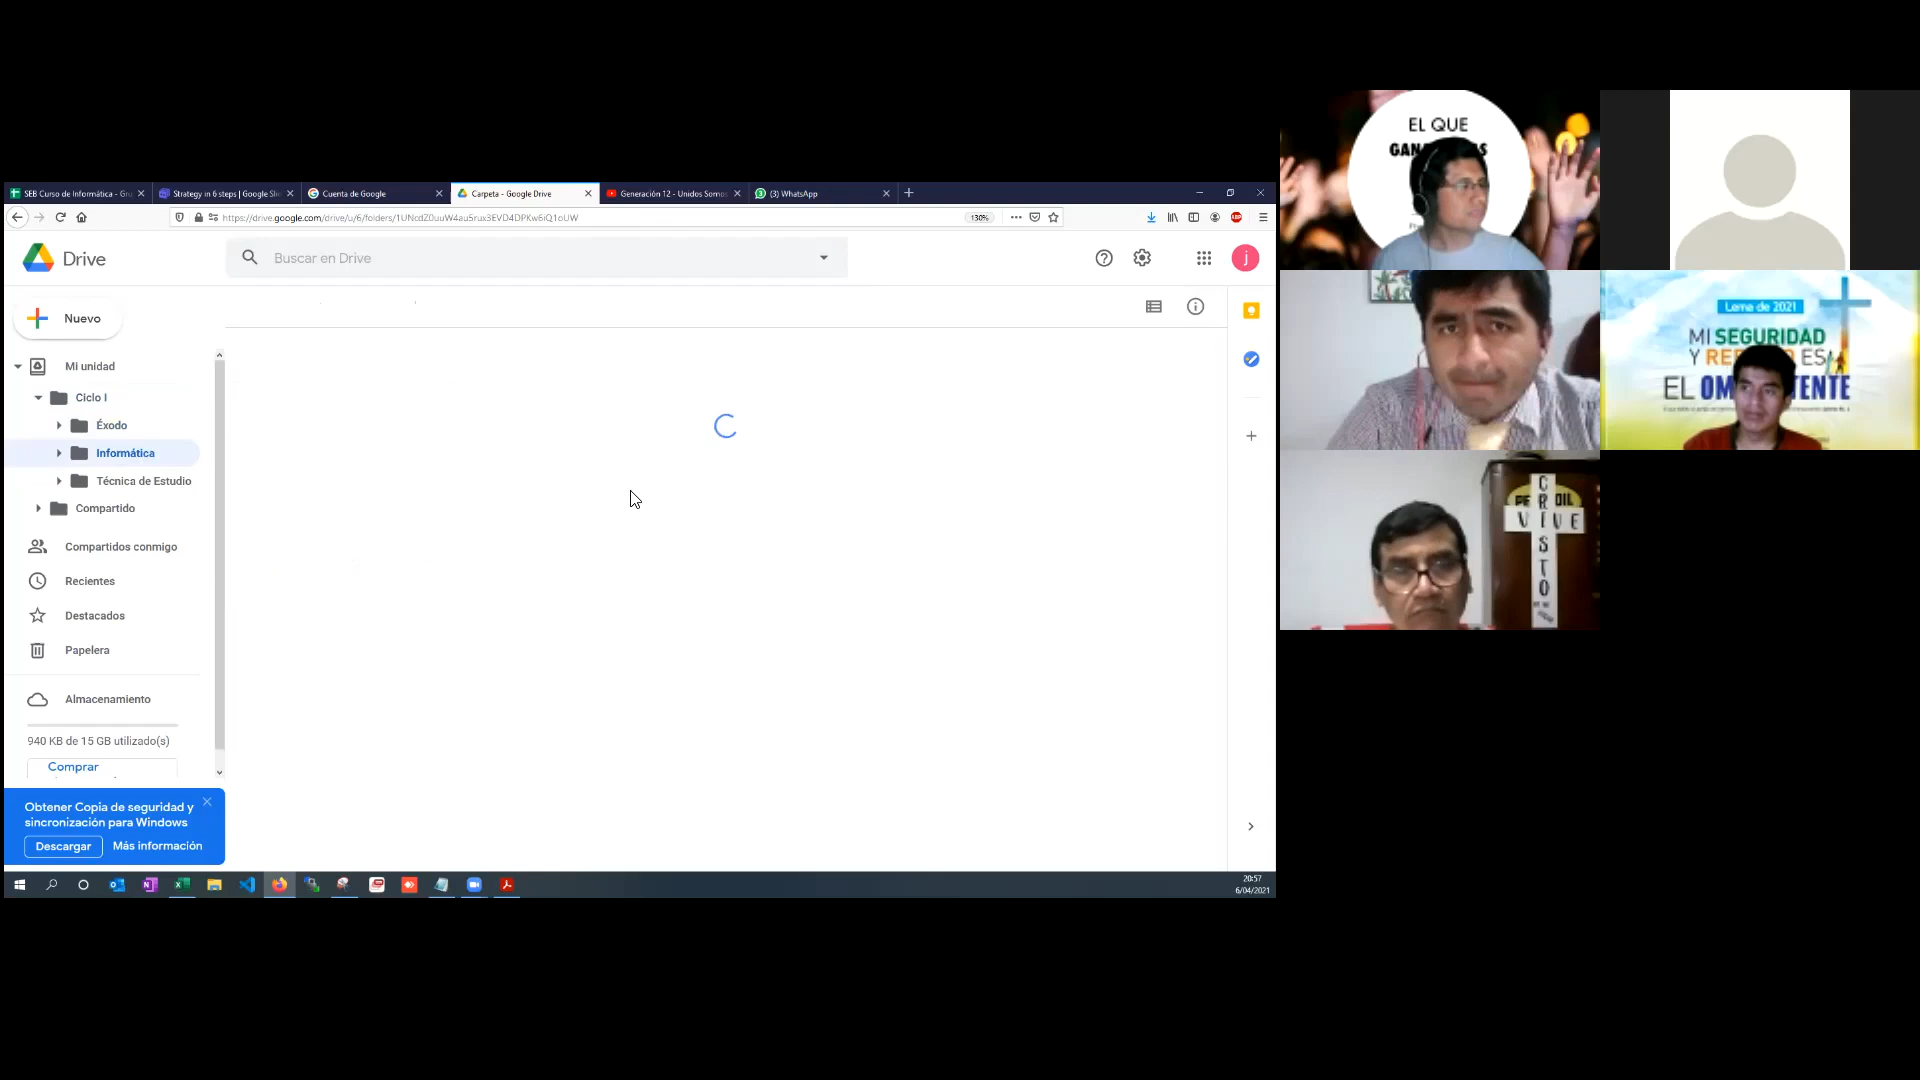 SEB Curso de Informática - Gru
Strategy in 6 steps | Google Sli
Cuenta de Google
Carpeta - Google Drive
Generación 12 - Unidos Somos
(3) WhatsApp
https://drive.google.com/drive/u/6/folders/1UNcdZ0uuW4au5rux3EVD4DPKw6iQ1oUW
130%
Drive
Buscar en Drive
j
Nuevo
Mi unidad
Ciclo I
Éxodo
Informática
Técnica de Estudio
Compartido
Compartidos conmigo
Recientes
Destacados
Papelera
Almacenamiento
940 KB de 15 GB utilizado(s)
Comprar
Obtener Copia de seguridad y
sincronización para Windows
Descargar
Más información
20:57
6/04/2021
EL QUE
Leme de 2021
MI SEGURIDAD
ES
EL
CRISTO
VIVE